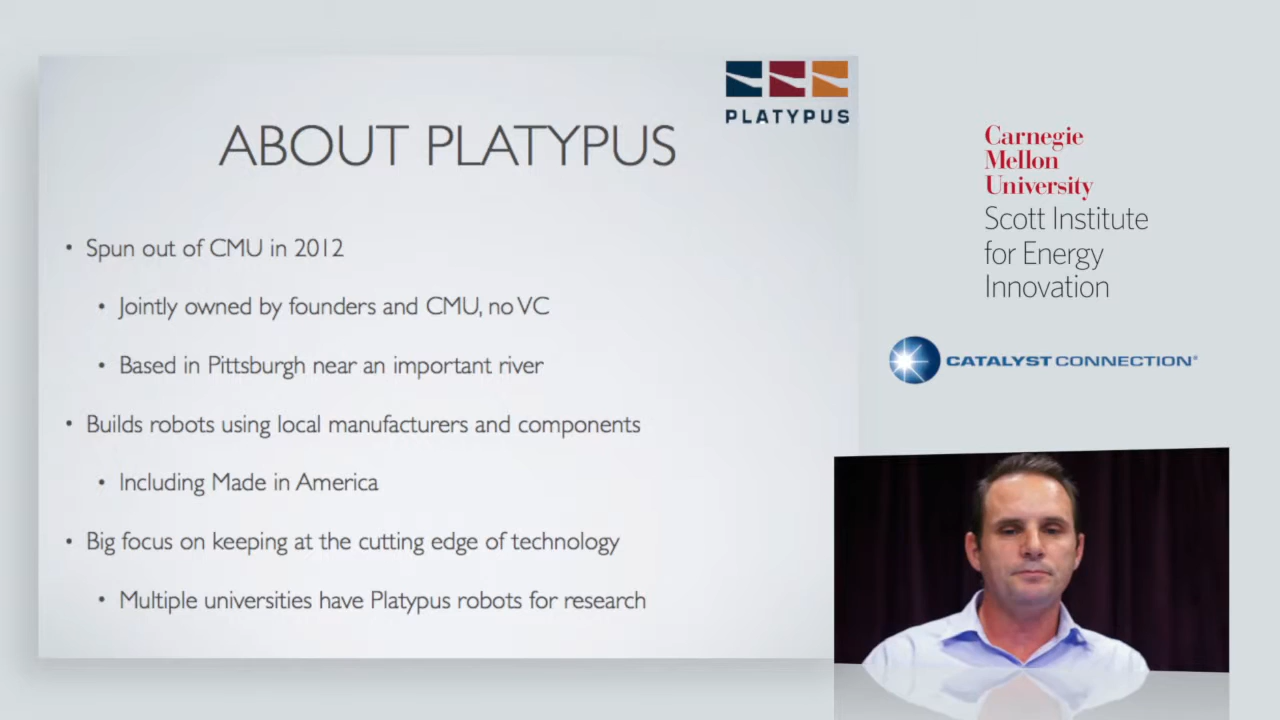 PLATYPUS
ABOUT PLATYPUS
• Spun out of CMU in 2012
• Jointly owned by founders and CMU, no VC
• Based in Pittsburgh near an important river
• Builds robots using local manufacturers and components
• Including Made in America
• Big focus on keeping at the cutting edge of technology
• Multiple universities have Platypus robots for research
Carnegie
Mellon
University
Scott Institute
for Energy
Innovation
CATALYST CONNECTION®